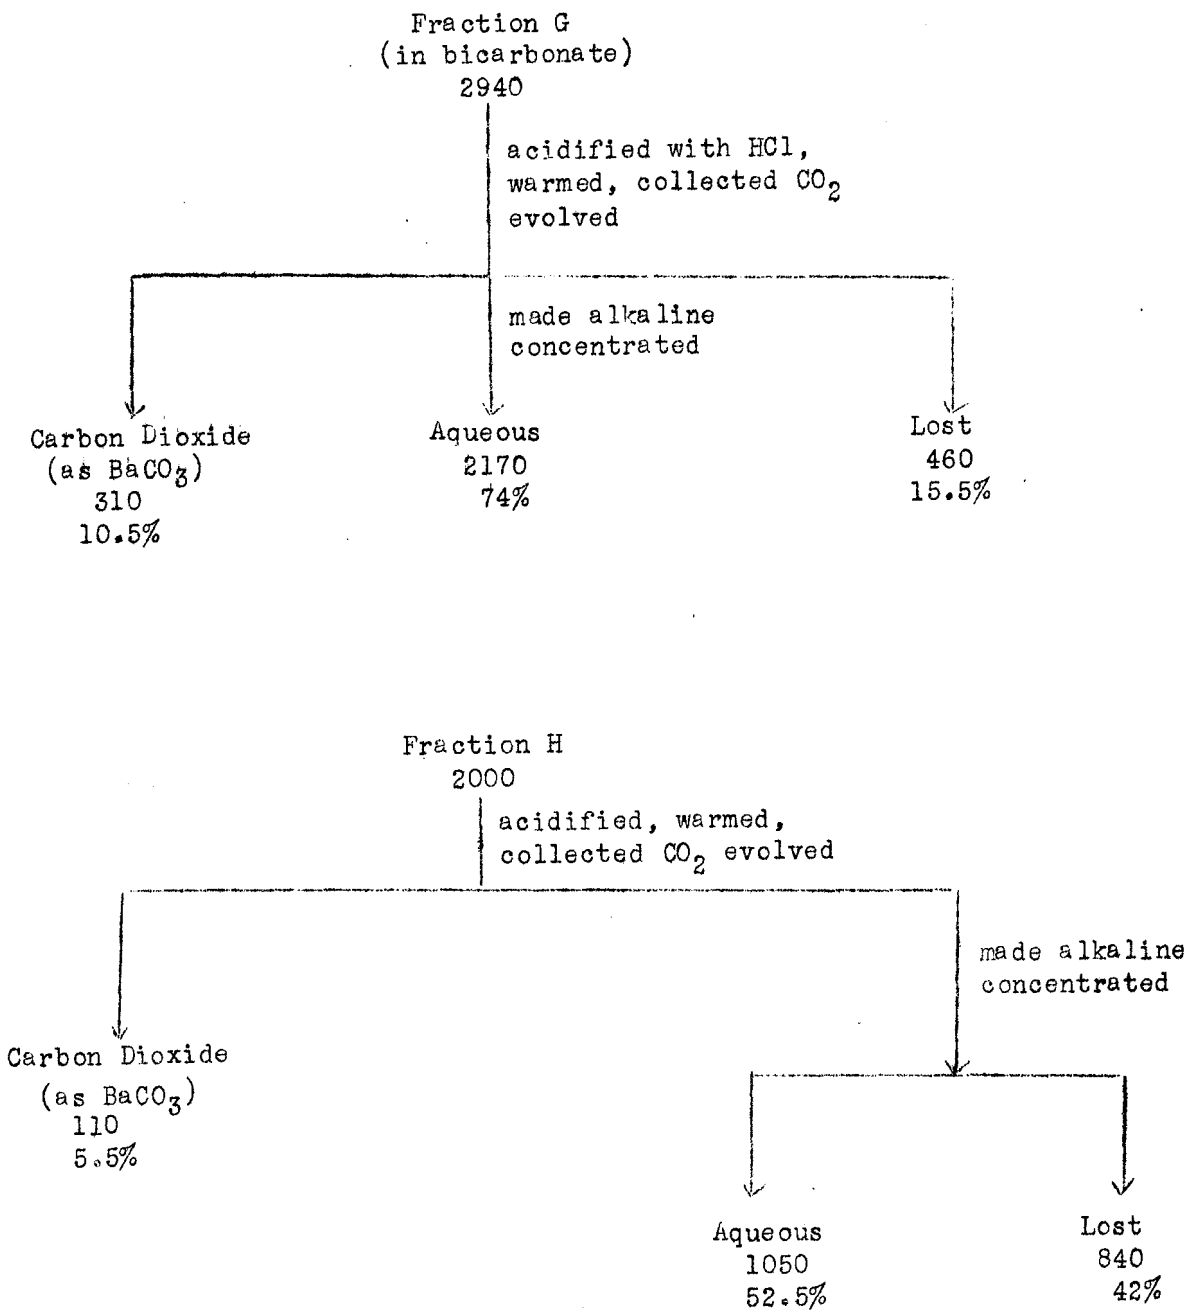 Fraction G
(in bicarbonate)
2940
acidified with HCl,
warmed, collected CO₂
evolved
made alkaline
concentrated
Carbon Dioxide
(as BaCO₃)
310
10.5%
Aqueous
2170
74%
Lost
460
15.5%
Fraction H
2000
acidified, warmed,
collected CO₂ evolved
made alkaline
concentrated
Carbon Dioxide
(as BaCO₃)
110
5.5%
Aqueous
1050
52.5%
Lost
840
42%